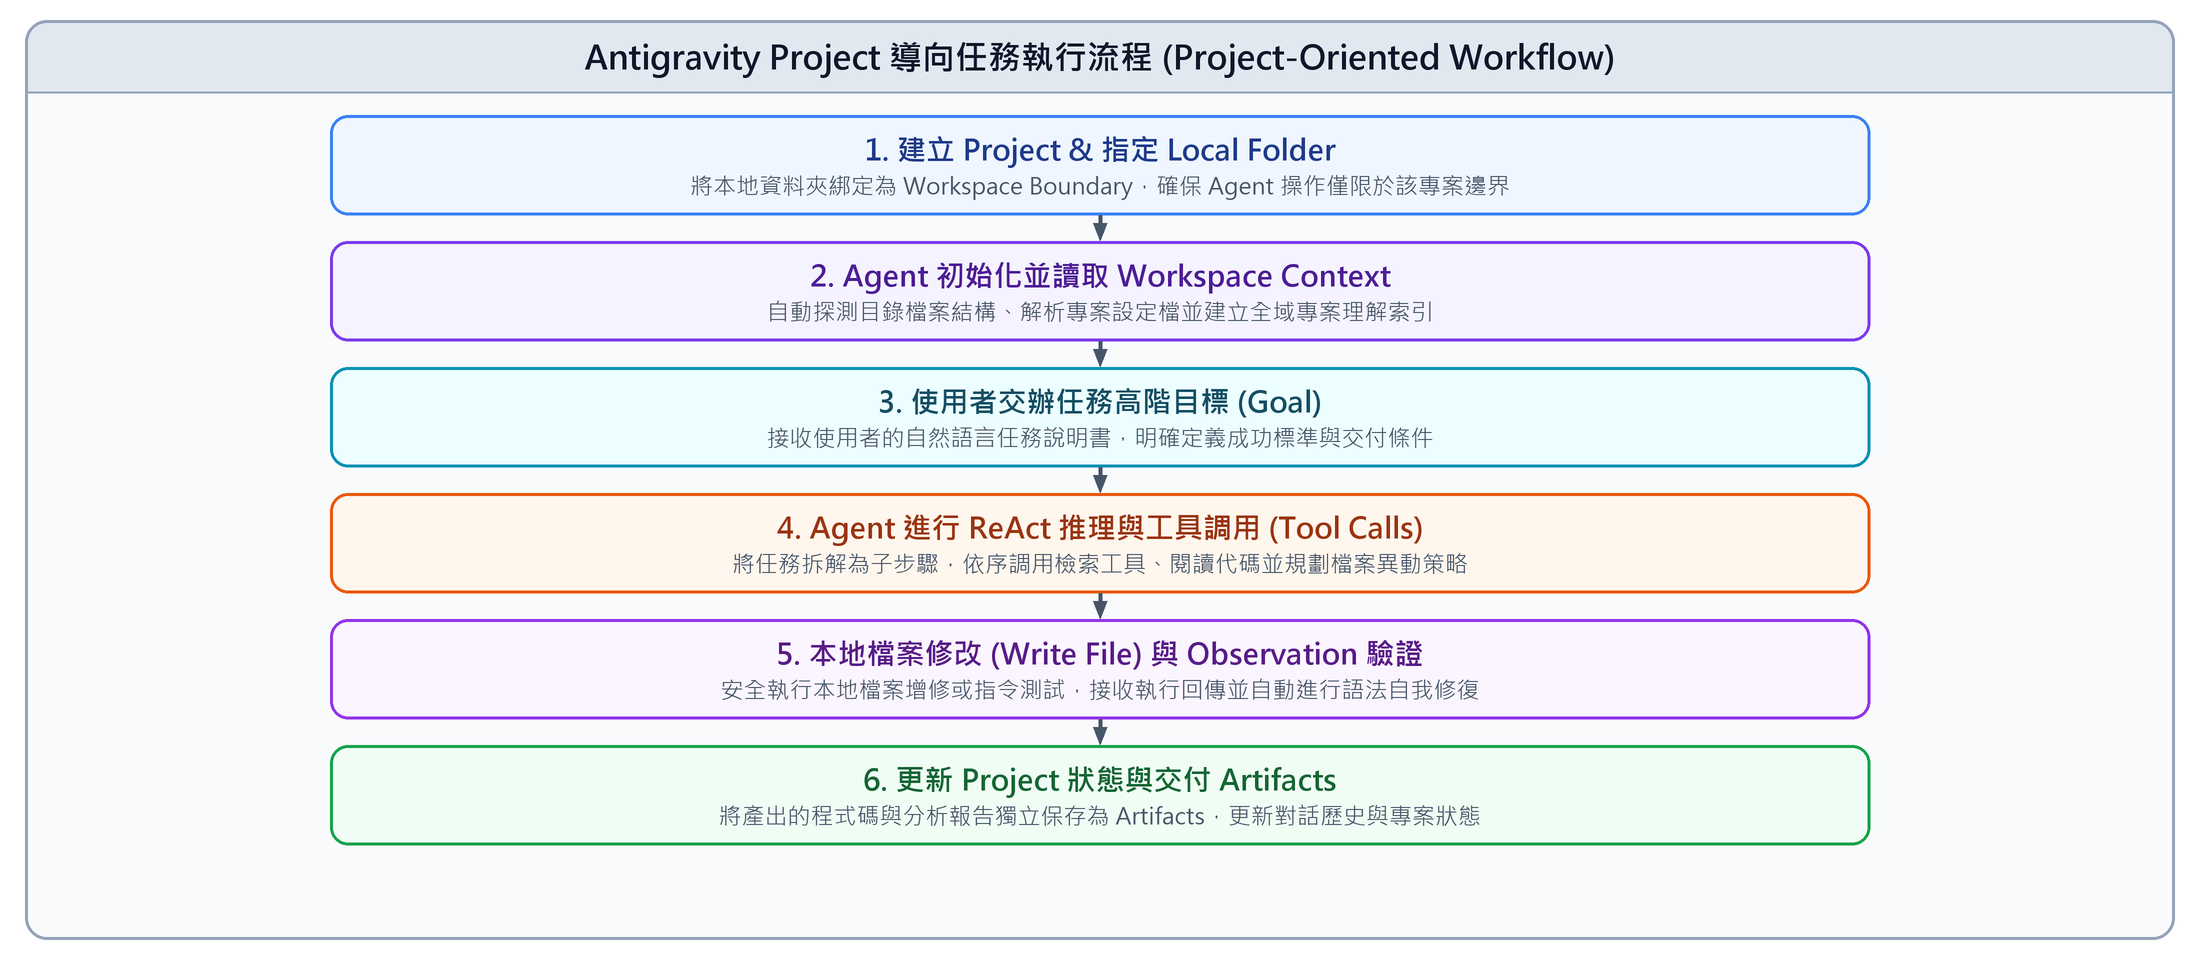 Antigravity Project 導向任務執行流程 (Project-Oriented Workflow)
1. 建立 Project & 指定 Local Folder
將本地資料夾綁定為 Workspace Boundary，確保 Agent 操作僅限於該專案邊界
2. Agent 初始化並讀取 Workspace Context
自動探測目錄檔案結構、解析專案設定檔並建立全域專案理解索引
3. 使用者交辦任務高階目標 (Goal)
接收使用者的自然語言任務說明書，明確定義成功標準與交付條件
4. Agent 進行 ReAct 推理與工具調用 (Tool Calls)
將任務拆解為子步驟，依序調用檢索工具、閱讀代碼並規劃檔案異動策略
5. 本地檔案修改 (Write File) 與 Observation 驗證
安全執行本地檔案增修或指令測試，接收執行回傳並自動進行語法自我修復
6. 更新 Project 狀態與交付 Artifacts
將產出的程式碼與分析報告獨立保存為 Artifacts，更新對話歷史與專案狀態